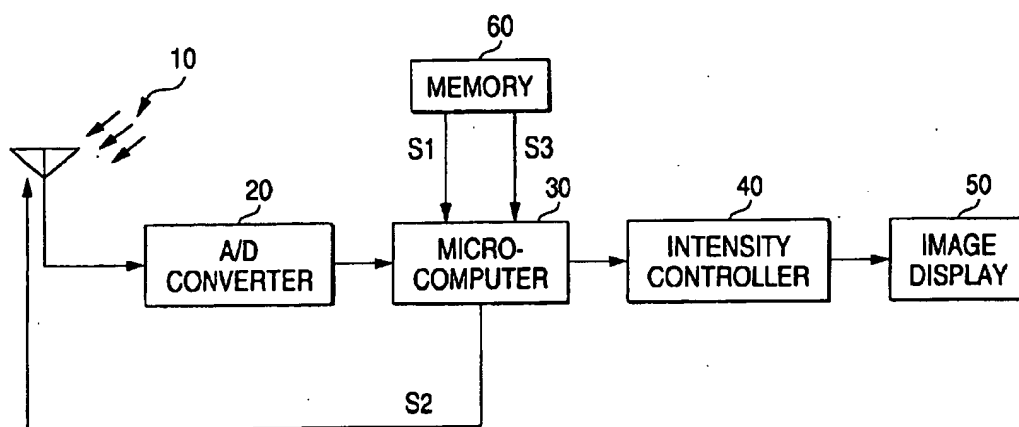 60
10
MEMORY
S1
S3
20
30
40
50
A/D
CONVERTER
MICRO-
COMPUTER
INTENSITY
CONTROLLER
IMAGE
DISPLAY
S2